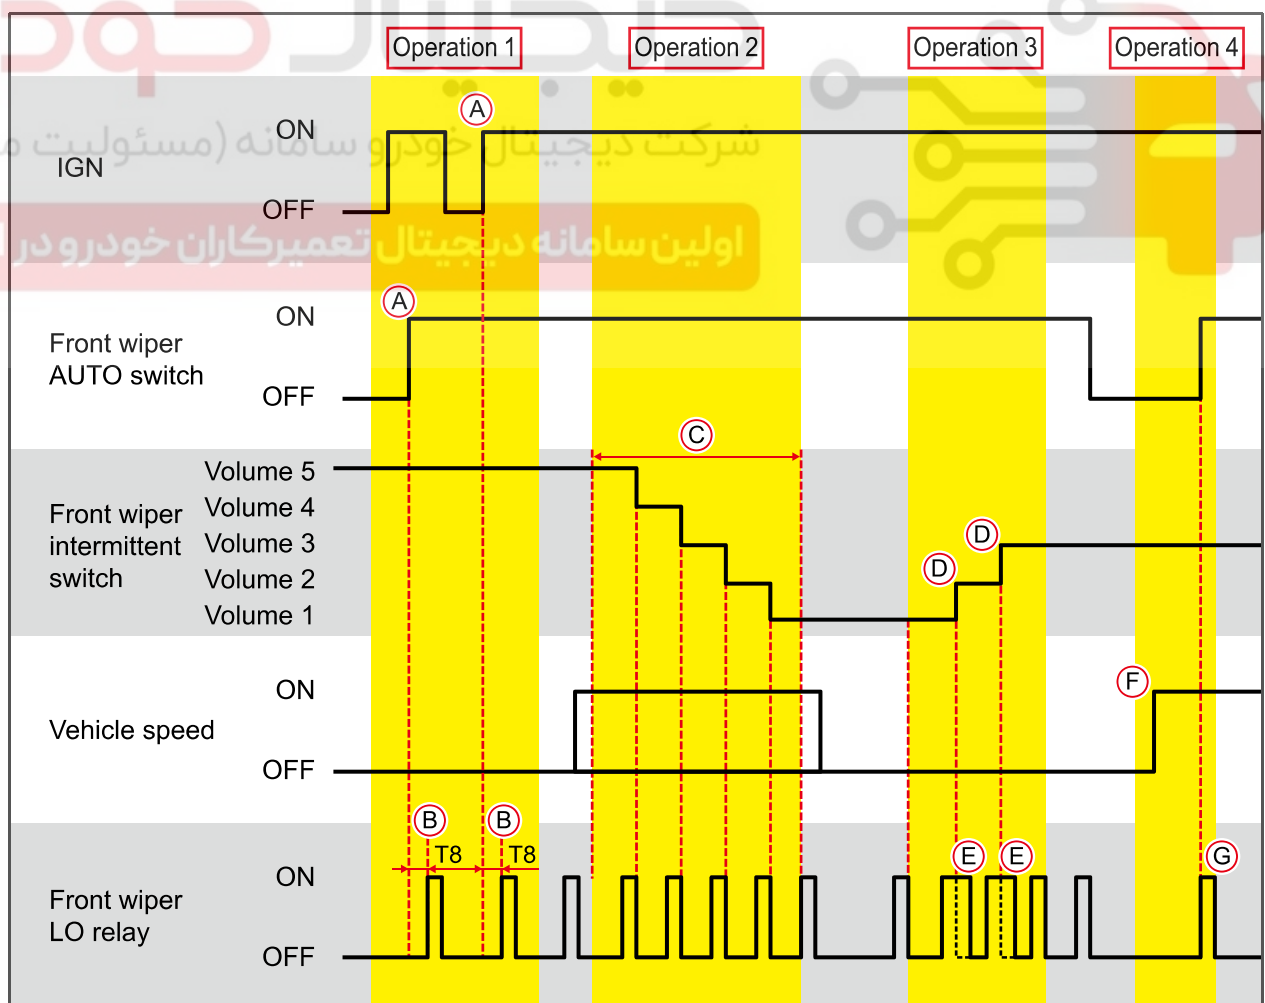 دیجیتال خودرو
شرکت دیجیتال خودرو سامانه (مسئولیت م
اولین سامانه دیجیتال تعمیرکاران خودرو در ا
Operation 1 Operation 2 Operation 3 Operation 4
A
ON
IGN
OFF
A
ON
Front wiper
AUTO switch
OFF
C
Volume 5
Volume 4
Front wiper
intermittent
switch
Volume 3
Volume 2
Volume 1
D
D
ON
F
Vehicle speed
OFF
B B
T8 T8
E E G
ON
Front wiper
LO relay
OFF